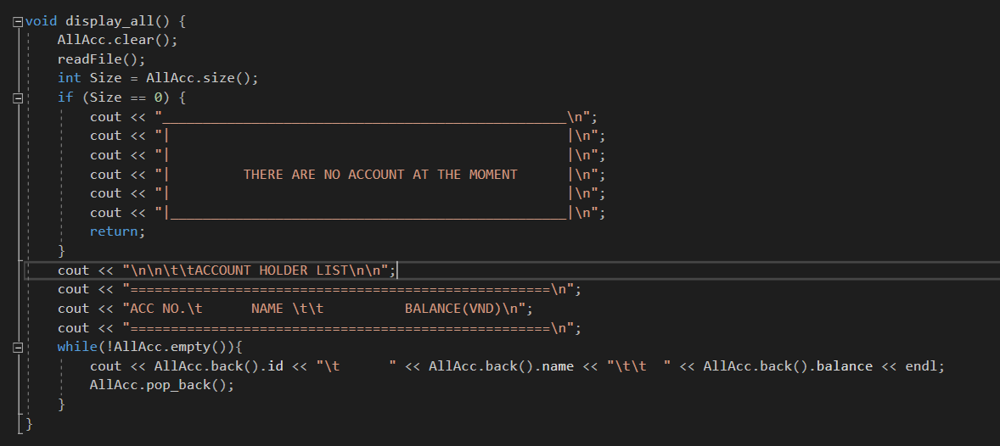 void display_all() {
    AllAcc.clear();
    readFile();
    int Size = AllAcc.size();
    if (Size == 0) {
        cout << "__________________________________________________\n";
        cout << "|                                                 |\n";
        cout << "|                                                 |\n";
        cout << "|         THERE ARE NO ACCOUNT AT THE MOMENT      |\n";
        cout << "|                                                 |\n";
        cout << "|_________________________________________________|\n";
        return;
    }
    cout << "\n\n\t\tACCOUNT HOLDER LIST\n\n";
    cout << "====================================================\n";
    cout << "ACC NO.\t      NAME \t\t          BALANCE(VND)\n";
    cout << "====================================================\n";
    while(!AllAcc.empty()){
        cout << AllAcc.back().id << "\t      " << AllAcc.back().name << "\t\t  " << AllAcc.back().balance << endl;
        AllAcc.pop_back();
    }
}